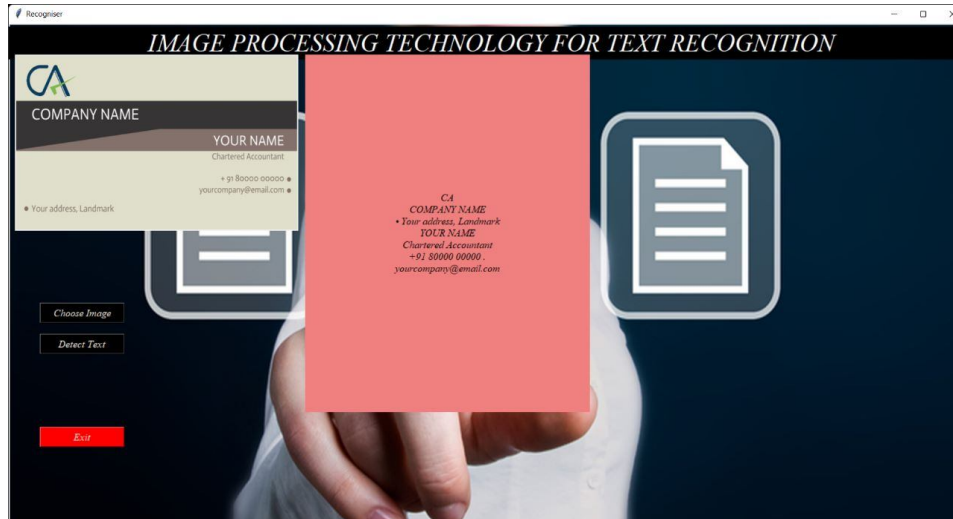 Recogniser
IMAGE PROCESSING TECHNOLOGY FOR TEXT RECOGNITION
CA
COMPANY NAME
YOUR NAME
Chartered Accountant
+ 91 80000 00000 ●
yourcompany@email.com ●
● Your address, Landmark
CA
COMPANY NAME
• Your address, Landmark
YOUR NAME
Chartered Accountant
+91 80000 00000 .
yourcompany@email.com
Choose Image
Detect Text
Exit